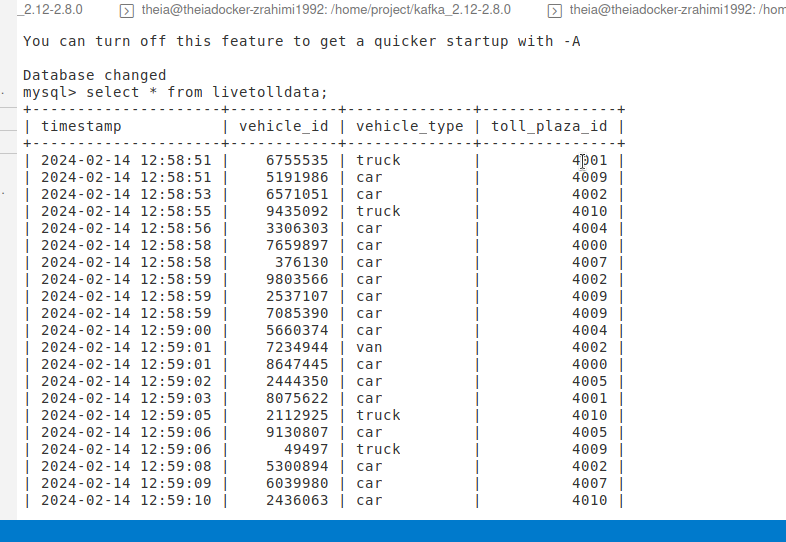 _2.12-2.8.0 theia@theiadocker-zrahimi1992: /home/project/kafka_2.12-2.8.0 theia@theiadocker-zrahimi1992: /hom
You can turn off this feature to get a quicker startup with -A
Database changed
mysql> select * from livetolldata;
+---------------------+------------+--------------+---------------+
| timestamp           | vehicle_id | vehicle_type | toll_plaza_id |
+---------------------+------------+--------------+---------------+
| 2024-02-14 12:58:51 |    6755535 | truck        |          4001 |
| 2024-02-14 12:58:51 |    5191986 | car          |          4009 |
| 2024-02-14 12:58:53 |    6571051 | car          |          4002 |
| 2024-02-14 12:58:55 |    9435092 | truck        |          4010 |
| 2024-02-14 12:58:56 |    3306303 | car          |          4004 |
| 2024-02-14 12:58:58 |    7659897 | car          |          4000 |
| 2024-02-14 12:58:58 |     376130 | car          |          4007 |
| 2024-02-14 12:58:59 |    9803566 | car          |          4002 |
| 2024-02-14 12:58:59 |    2537107 | car          |          4009 |
| 2024-02-14 12:58:59 |    7085390 | car          |          4009 |
| 2024-02-14 12:59:00 |    5660374 | car          |          4004 |
| 2024-02-14 12:59:01 |    7234944 | van          |          4002 |
| 2024-02-14 12:59:01 |    8647445 | car          |          4000 |
| 2024-02-14 12:59:02 |    2444350 | car          |          4005 |
| 2024-02-14 12:59:03 |    8075622 | car          |          4001 |
| 2024-02-14 12:59:05 |    2112925 | truck        |          4010 |
| 2024-02-14 12:59:06 |    9130807 | car          |          4005 |
| 2024-02-14 12:59:06 |      49497 | truck        |          4009 |
| 2024-02-14 12:59:08 |    5300894 | car          |          4002 |
| 2024-02-14 12:59:09 |    6039980 | car          |          4007 |
| 2024-02-14 12:59:10 |    2436063 | car          |          4010 |